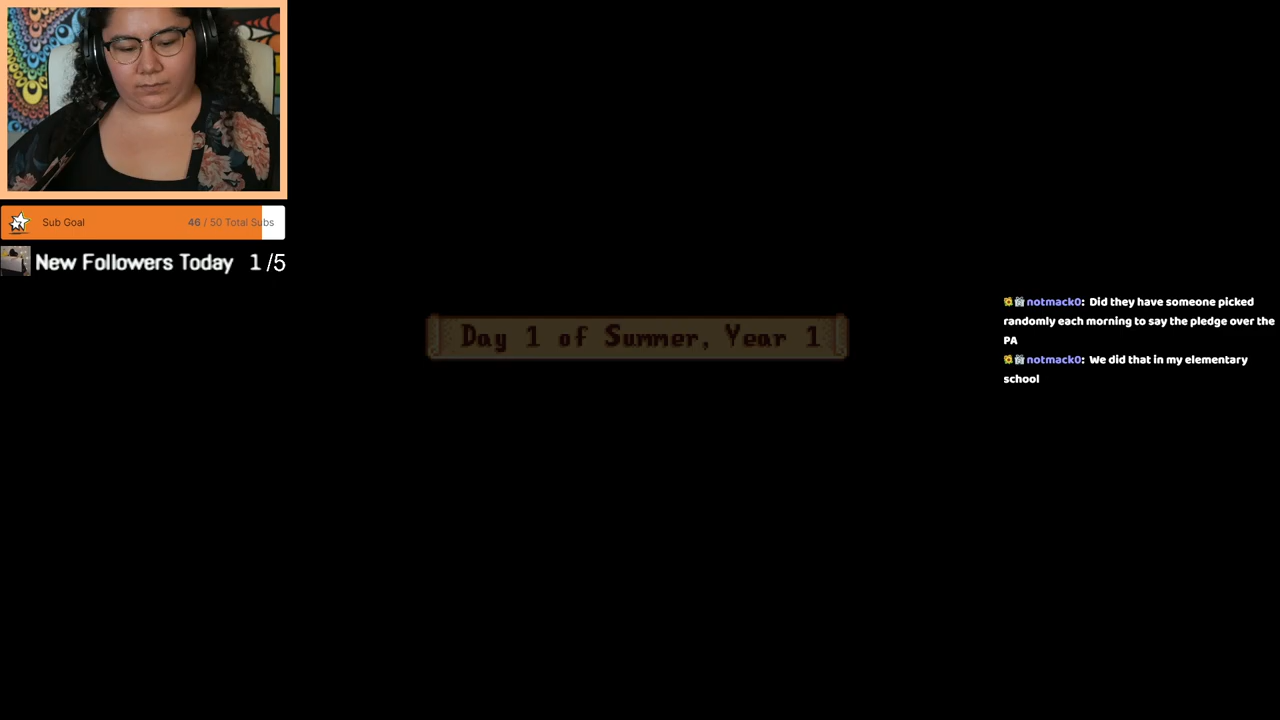 Sub Goal
46 / 50 Total Subs
New Followers Today 1 /5
Day 1 of Summer, Year 1
notmack0: Did they have someone picked
randomly each morning to say the pledge over the
PA
notmack0: We did that in my elementary
school